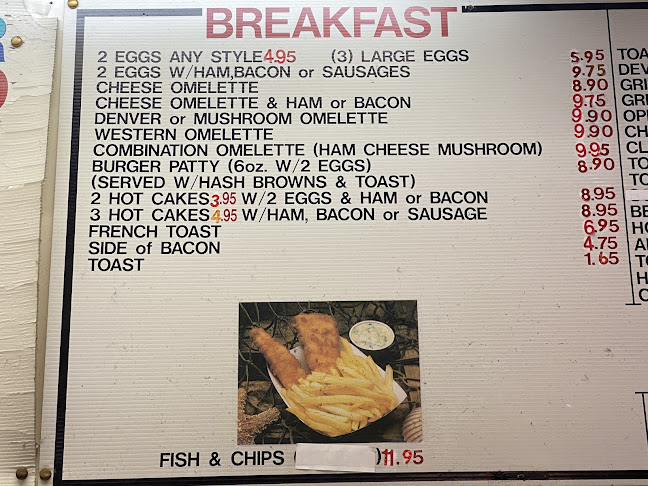 BREAKFAST
2 EGGS ANY STYLE 4.95 (3) LARGE EGGS 5.95
2 EGGS W/HAM,BACON or SAUSAGES 9.75
CHEESE OMELETTE 8.90
CHEESE OMELETTE & HAM or BACON 9.75
DENVER or MUSHROOM OMELETTE 9.90
WESTERN OMELETTE 9.90
COMBINATION OMELETTE (HAM CHEESE MUSHROOM) 9.95
BURGER PATTY (6oz. W/2 EGGS) 8.90
(SERVED W/HASH BROWNS & TOAST)
2 HOT CAKES 3.95 W/2 EGGS & HAM or BACON 8.95
3 HOT CAKES 4.95 W/HAM, BACON or SAUSAGE 8.95
FRENCH TOAST 6.95
SIDE of BACON 4.75
TOAST 1.65
FISH & CHIPS ( ) 11.95